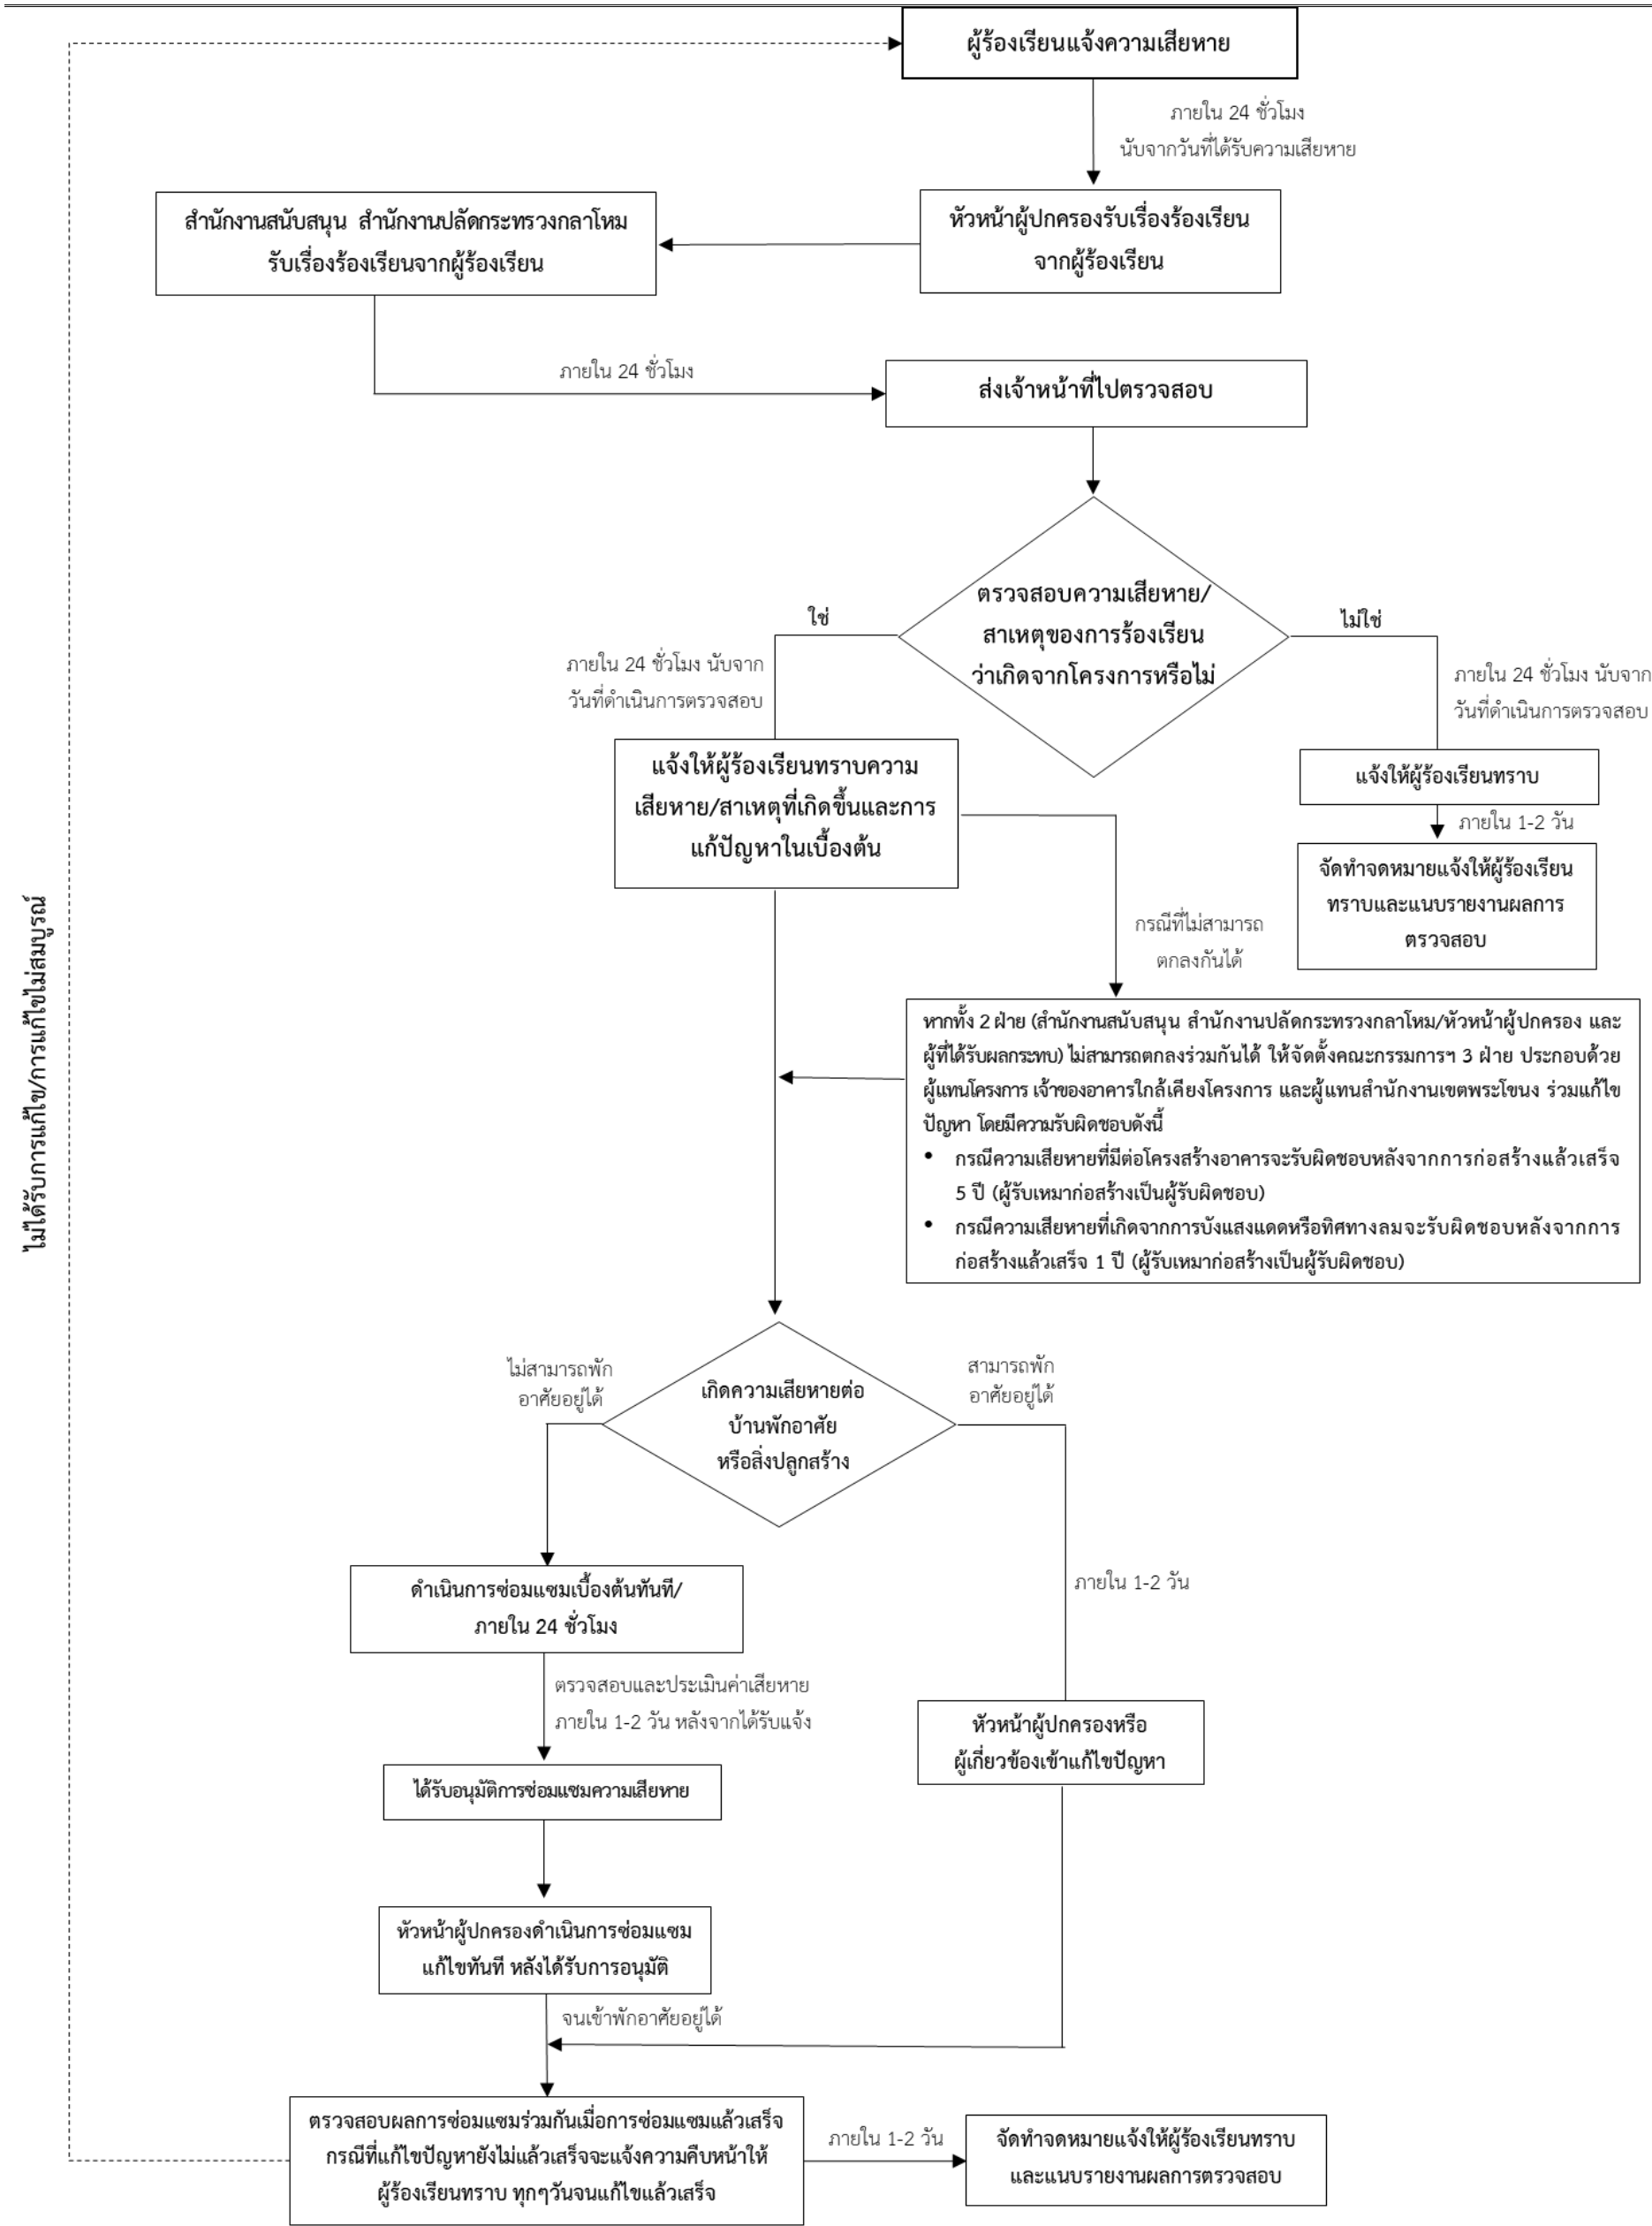 ผู้ร้องเรียนแจ้งความเสียหาย
ภายใน 24 ชั่วโมง
นับจากวันที่ได้รับความเสียหาย
หัวหน้าผู้ปกครองรับเรื่องร้องเรียน
จากผู้ร้องเรียน
สำนักงานสนับสนุน สำนักงานปลัดกระทรวงกลาโหม
รับเรื่องร้องเรียนจากผู้ร้องเรียน
ภายใน 24 ชั่วโมง
ส่งเจ้าหน้าที่ไปตรวจสอบ
ตรวจสอบความเสียหาย/
สาเหตุของการร้องเรียน
ว่าเกิดจากโครงการหรือไม่
ใช่
ภายใน 24 ชั่วโมง นับจาก
วันที่ดำเนินการตรวจสอบ
ไม่ใช่
ภายใน 24 ชั่วโมง นับจาก
วันที่ดำเนินการตรวจสอบ
แจ้งให้ผู้ร้องเรียนทราบความ
เสียหาย/สาเหตุที่เกิดขึ้นและการ
แก้ปัญหาในเบื้องต้น
แจ้งให้ผู้ร้องเรียนทราบ
ภายใน 1-2 วัน
จัดทำจดหมายแจ้งให้ผู้ร้องเรียน
ทราบและแนบรายงานผลการ
ตรวจสอบ
กรณีที่ไม่สามารถ
ตกลงกันได้
หากทั้ง 2 ฝ่าย (สำนักงานสนับสนุน สำนักงานปลัดกระทรวงกลาโหม/หัวหน้าผู้ปกครอง และ
ผู้ที่ได้รับผลกระทบ) ไม่สามารถตกลงร่วมกันได้ ให้จัดตั้งคณะกรรมการฯ 3 ฝ่าย ประกอบด้วย
ผู้แทนโครงการ เจ้าของอาคารใกล้เคียงโครงการ และผู้แทนสำนักงานเขตพระโขนง ร่วมแก้ไข
ปัญหา โดยมีความรับผิดชอบดังนี้
• กรณีความเสียหายที่มีต่อโครงสร้างอาคารจะรับผิดชอบหลังจากการก่อสร้างแล้วเสร็จ
5 ปี (ผู้รับเหมาก่อสร้างเป็นผู้รับผิดชอบ)
• กรณีความเสียหายที่เกิดจากการบังแสงแดดหรือทิศทางลมจะรับผิดชอบหลังจากการ
ก่อสร้างแล้วเสร็จ 1 ปี (ผู้รับเหมาก่อสร้างเป็นผู้รับผิดชอบ)
ไม่ได้รับการแก้ไข/การแก้ไขไม่สมบูรณ์
เกิดความเสียหายต่อ
บ้านพักอาศัย
หรือสิ่งปลูกสร้าง
ไม่สามารถพัก
อาศัยอยู่ได้
สามารถพัก
อาศัยอยู่ได้
ดำเนินการซ่อมแซมเบื้องต้นทันที/
ภายใน 24 ชั่วโมง
ภายใน 1-2 วัน
ตรวจสอบและประเมินค่าเสียหาย
ภายใน 1-2 วัน หลังจากได้รับแจ้ง
หัวหน้าผู้ปกครองหรือ
ผู้เกี่ยวข้องเข้าแก้ไขปัญหา
ได้รับอนุมัติการซ่อมแซมความเสียหาย
หัวหน้าผู้ปกครองดำเนินการซ่อมแซม
แก้ไขทันที หลังได้รับการอนุมัติ
จนเข้าพักอาศัยอยู่ได้
ตรวจสอบผลการซ่อมแซมร่วมกันเมื่อการซ่อมแซมแล้วเสร็จ
กรณีที่แก้ไขปัญหายังไม่แล้วเสร็จจะแจ้งความคืบหน้าให้
ผู้ร้องเรียนทราบ ทุกๆวันจนแก้ไขแล้วเสร็จ
ภายใน 1-2 วัน
จัดทำจดหมายแจ้งให้ผู้ร้องเรียนทราบ
และแนบรายงานผลการตรวจสอบ